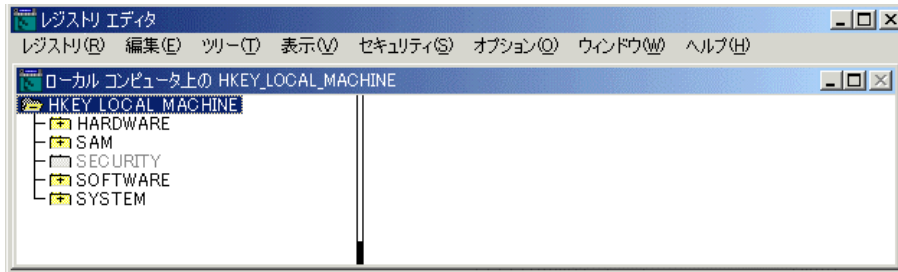 レジストリ エディタ
レジストリ(R) 編集(E) ツリー(T) 表示(V) セキュリティ(S) オプション(O) ウィンドウ(W) ヘルプ(H)
ローカル コンピュータ上の HKEY_LOCAL_MACHINE
HKEY_LOCAL_MACHINE
HARDWARE
SAM
SECURITY
SOFTWARE
SYSTEM